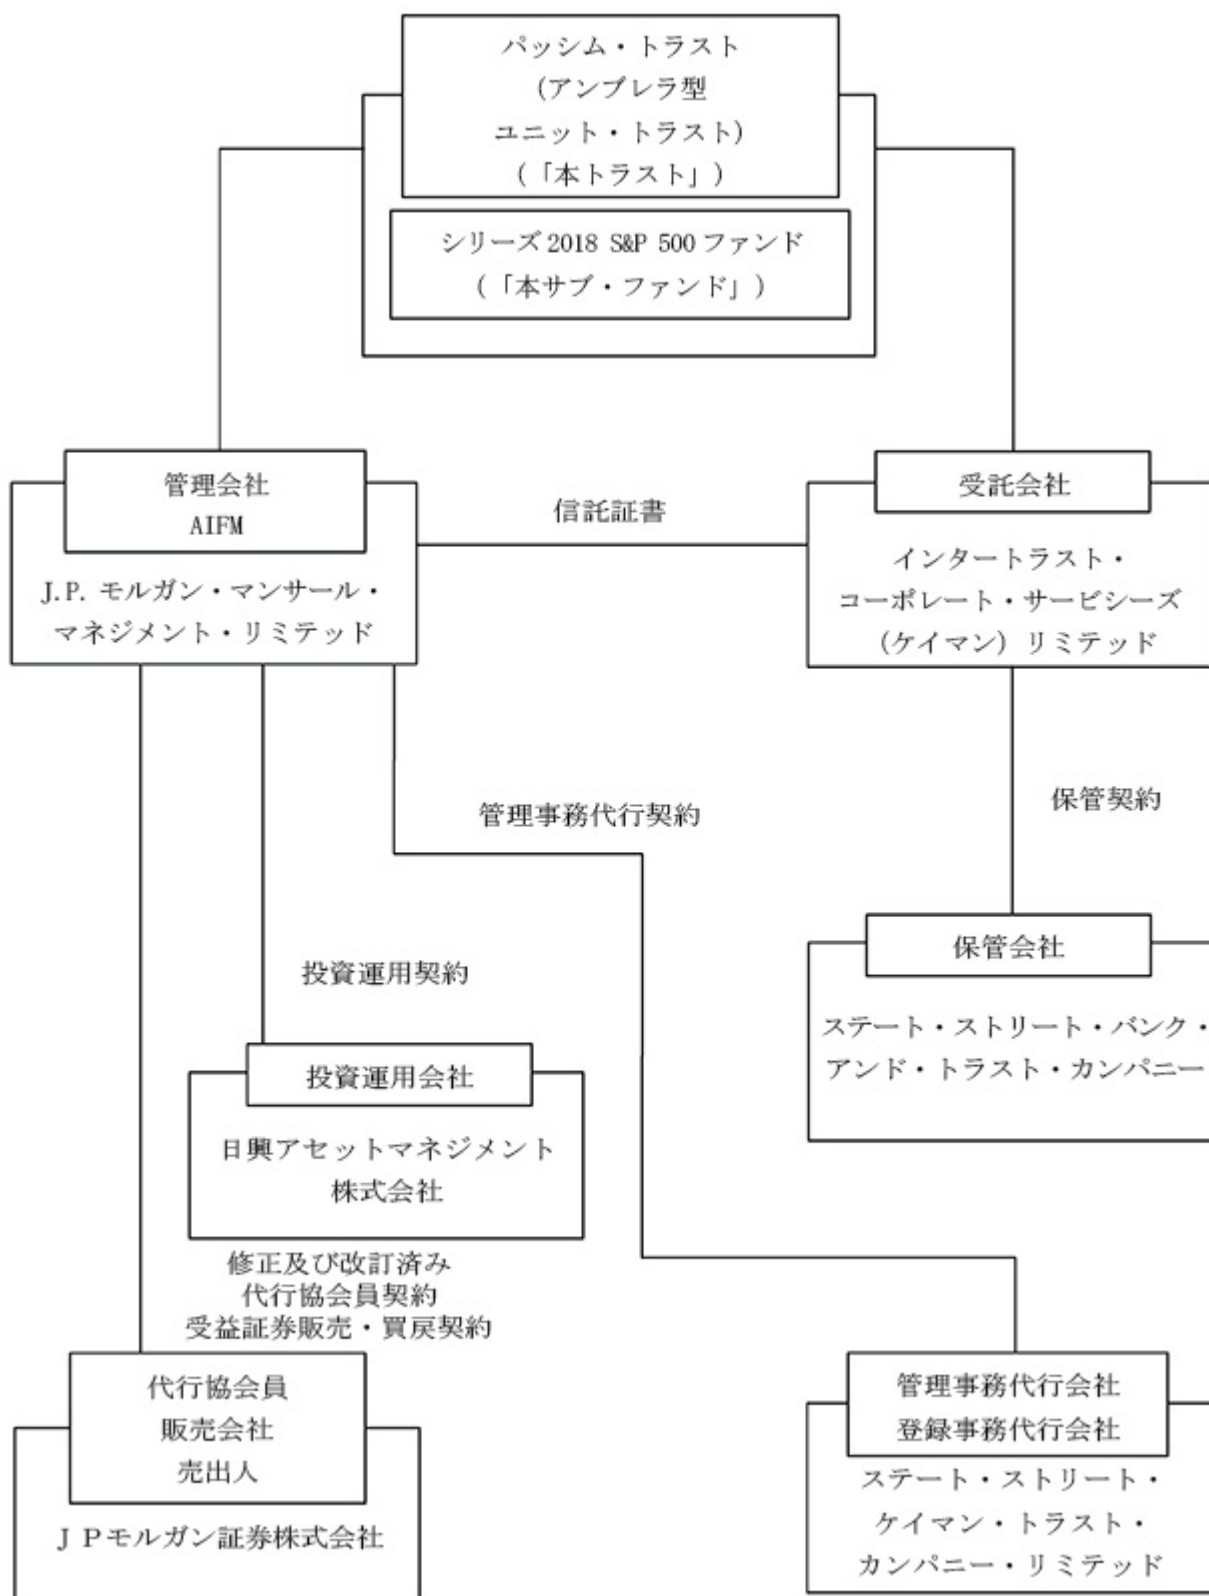 パッシム・トラスト
(アンブレラ型
ユニット・トラスト)
(「本トラスト」)
シリーズ 2018 S&P 500 ファンド
(「本サブ・ファンド」)
管理会社
AIFM
J.P. モルガン・マンサール・
マネジメント・リミテッド
信託証書
受託会社
インタートラスト・
コーポレート・サービシーズ
(ケイマン) リミテッド
管理事務代行契約
保管契約
保管会社
ステート・ストリート・バンク・
アンド・トラスト・カンパニー
投資運用契約
投資運用会社
日興アセットマネジメント
株式会社
修正及び改訂済み
代行協会員契約
受益証券販売・買戻契約
代行協会員
販売会社
売出人
JPモルガン証券株式会社
管理事務代行会社
登録事務代行会社
ステート・ストリート・
ケイマン・トラスト・
カンパニー・リミテッド